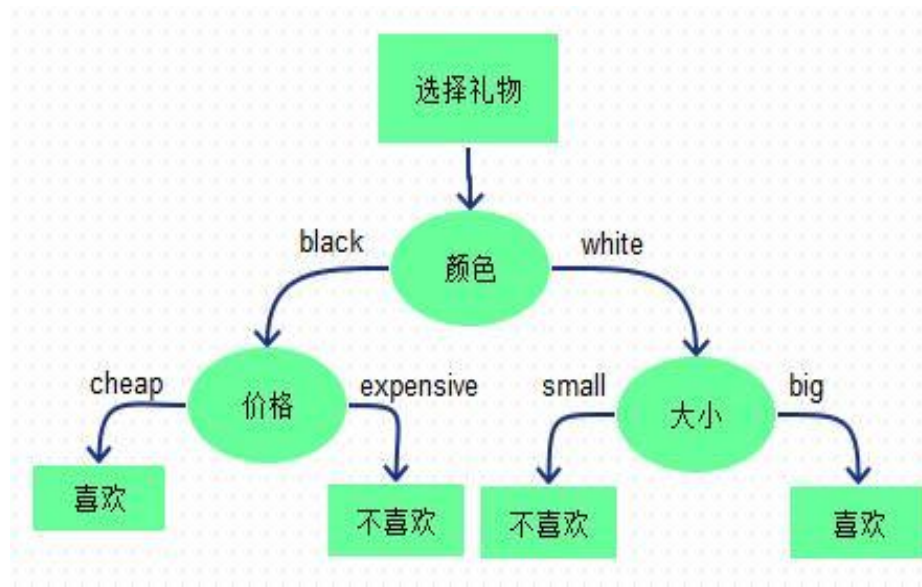 选择礼物
black
white
颜色
cheap
价格
expensive
small
大小
big
喜欢
不喜欢
不喜欢
喜欢